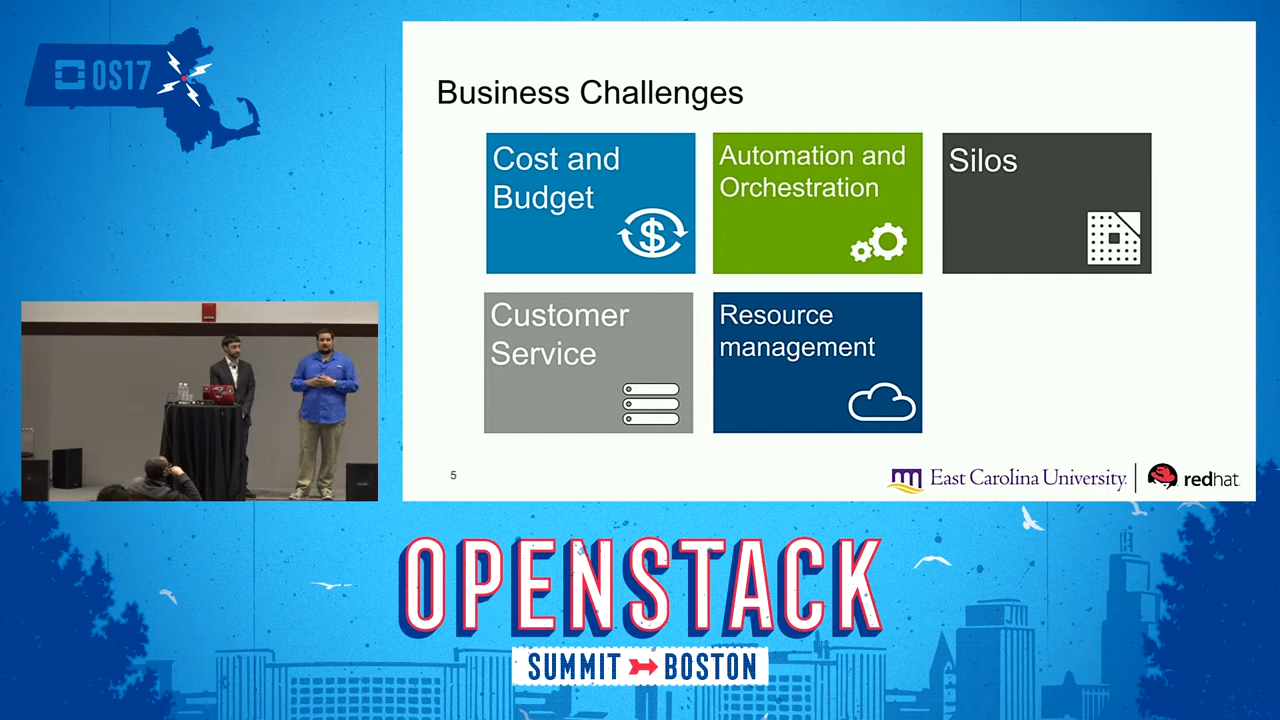 OS17
Business Challenges
Cost and
Budget
$
Automation and
Orchestration
Silos
Customer
Service
Resource
management
5
East Carolina University
redhat.
OPENSTACK
SUMMIT BOSTON